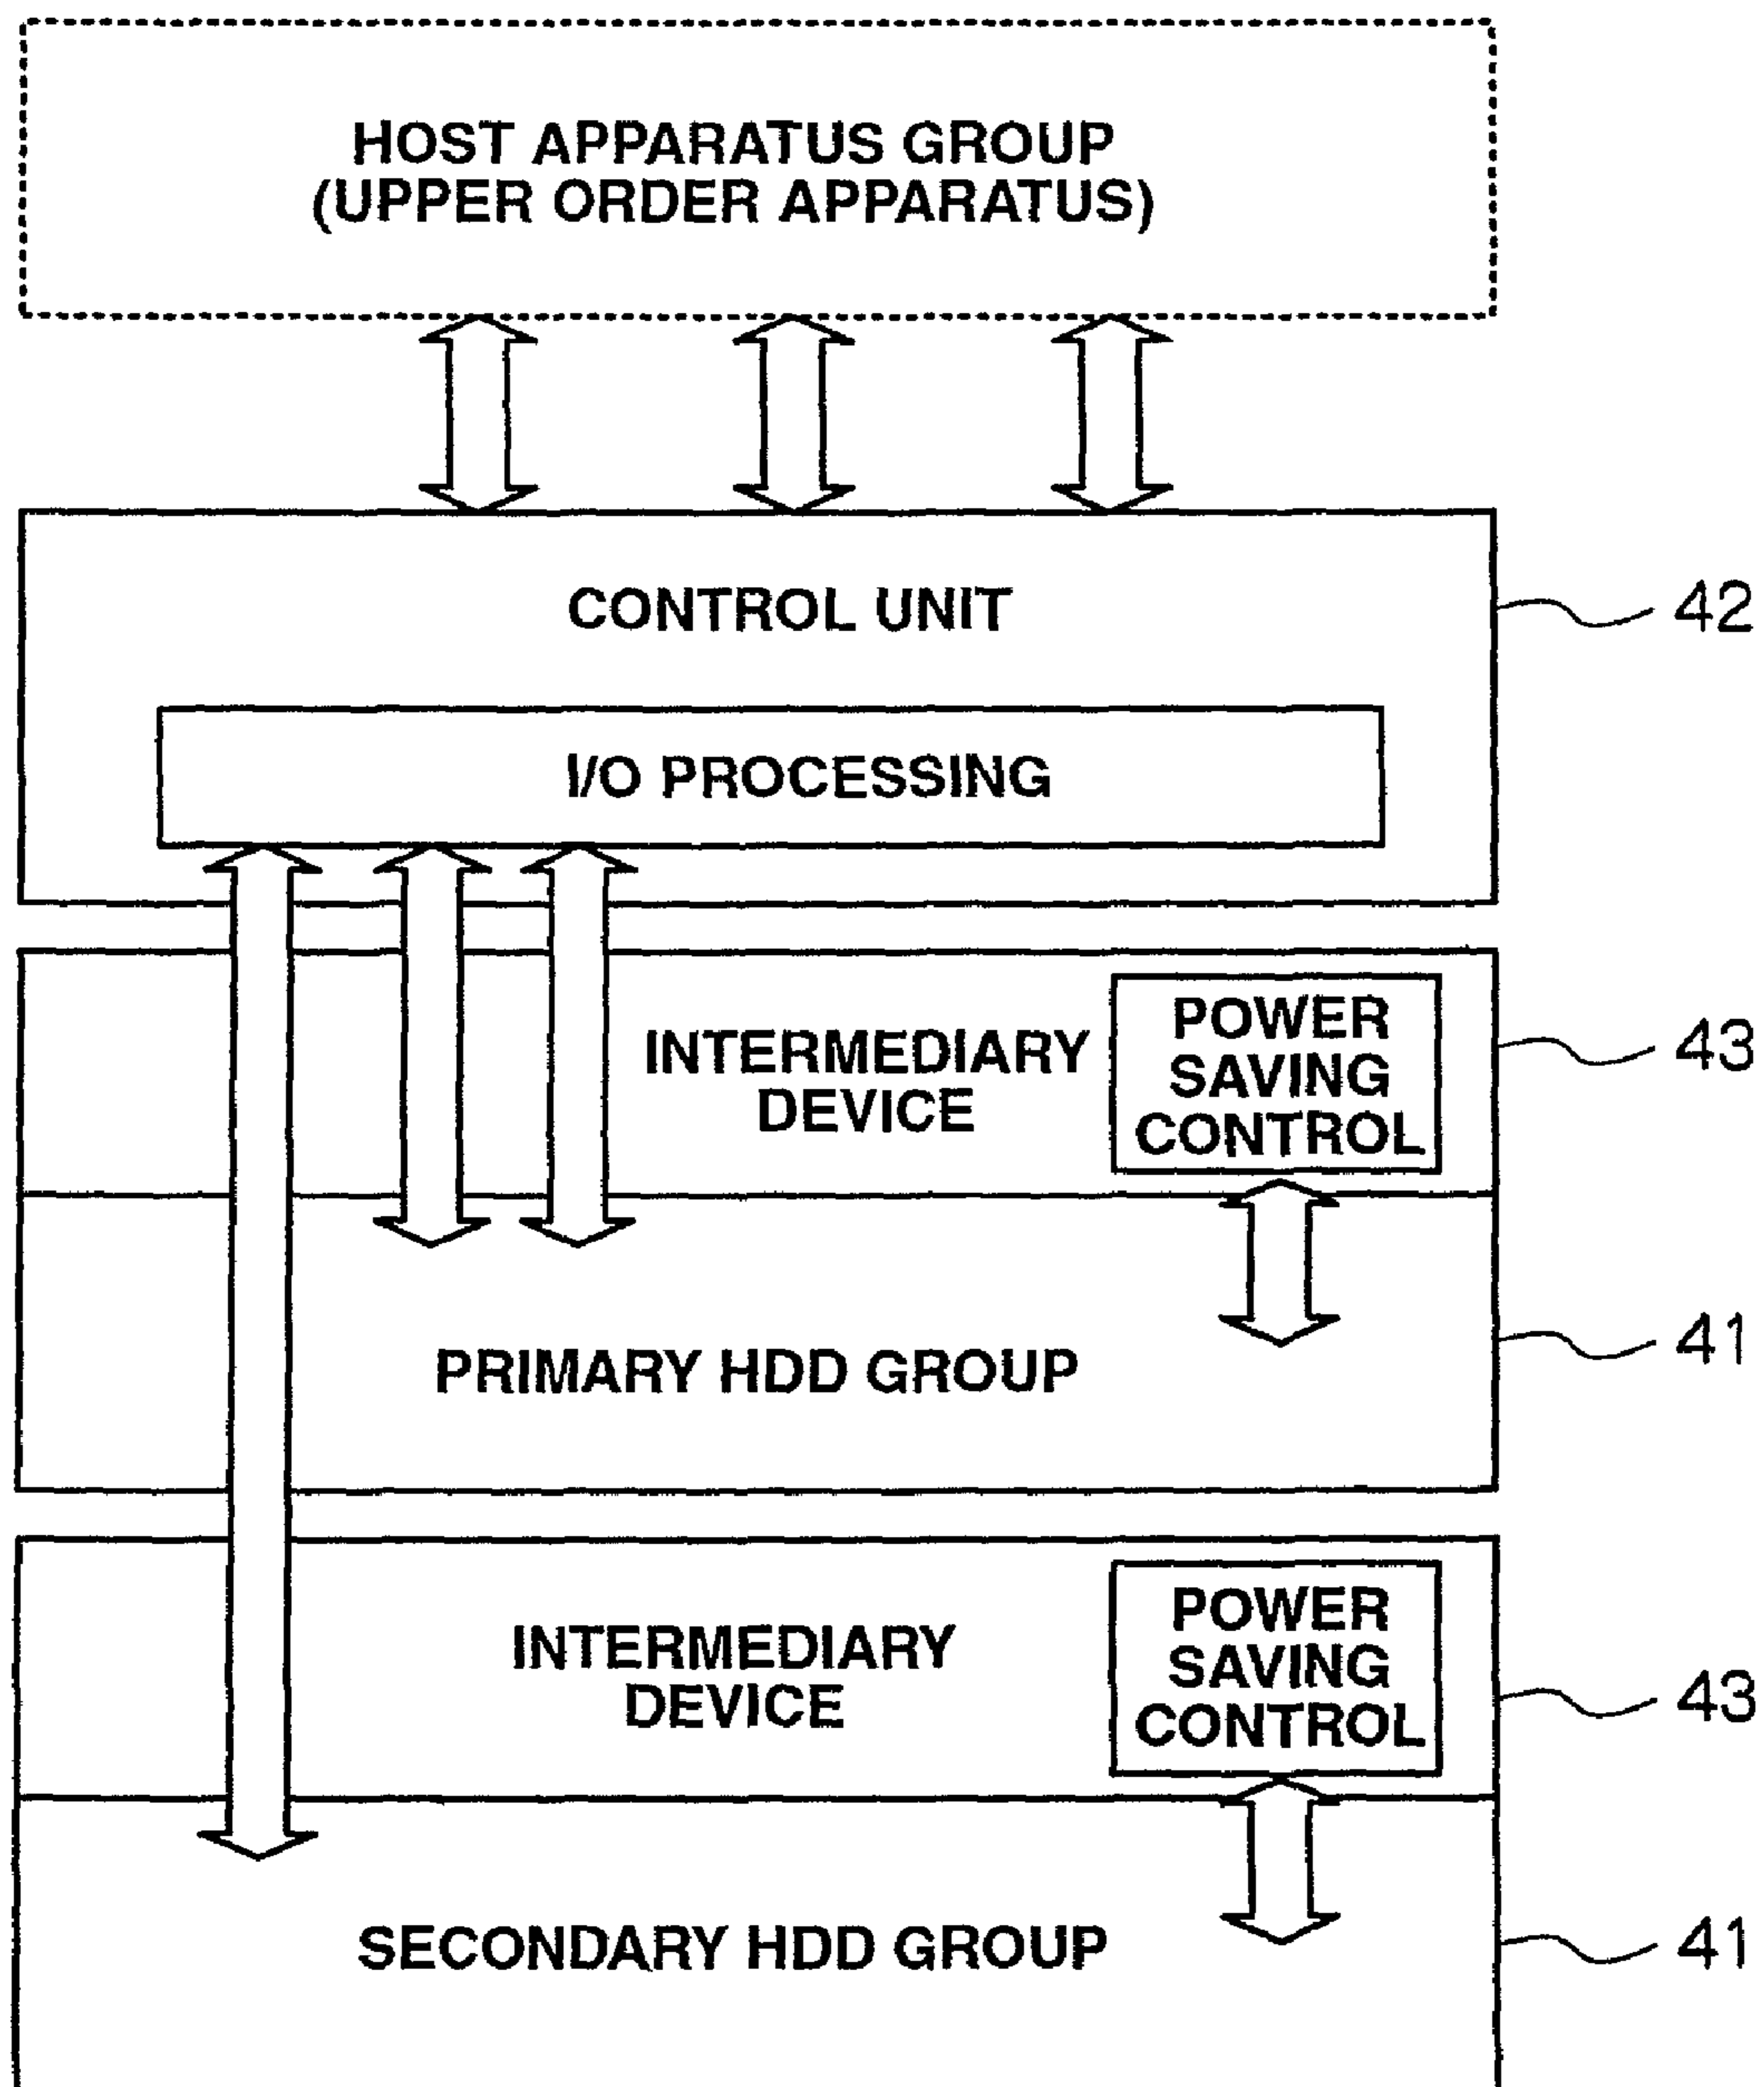 HOST APPARATUS GROUP
(UPPER ORDER APPARATUS)
CONTROL UNIT
42
I/O PROCESSING
INTERMEDIARY
DEVICE
POWER
SAVING
CONTROL
43
PRIMARY HDD GROUP
41
INTERMEDIARY
DEVICE
POWER
SAVING
CONTROL
43
SECONDARY HDD GROUP
41